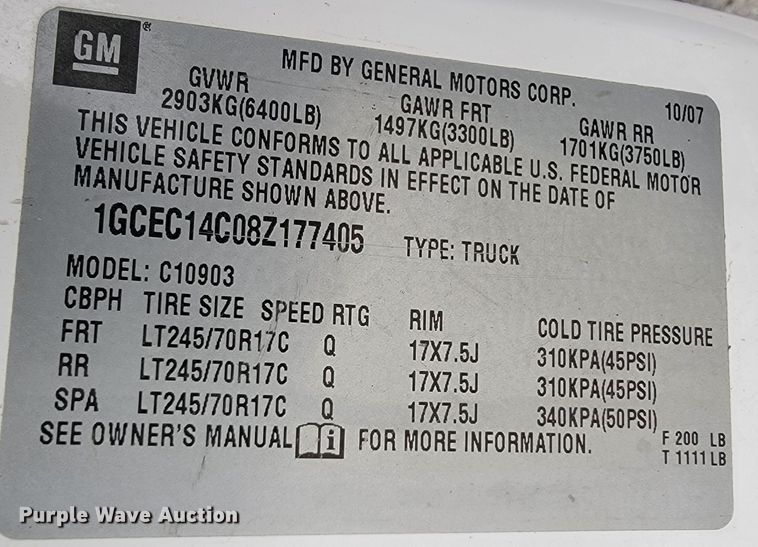 GM
MFD BY GENERAL MOTORS CORP. 10/07
GVWR GAWR FRT GAWR RR
2903KG(6400LB) 1497KG(3300LB) 1701KG(3750LB)
THIS VEHICLE CONFORMS TO ALL APPLICABLE U.S. FEDERAL MOTOR
VEHICLE SAFETY STANDARDS IN EFFECT ON THE DATE OF
MANUFACTURE SHOWN ABOVE.
1GCEC14C08Z177405 TYPE: TRUCK
MODEL: C10903
CBPH TIRE SIZE SPEED RTG RIM COLD TIRE PRESSURE
FRT LT245/70R17C Q 17X7.5J 310KPA(45PSI)
RR LT245/70R17C Q 17X7.5J 310KPA(45PSI)
SPA LT245/70R17C Q 17X7.5J 340KPA(50PSI)
SEE OWNER'S MANUAL i FOR MORE INFORMATION.
F 200 LB
T 1111 LB
Purple Wave Auction